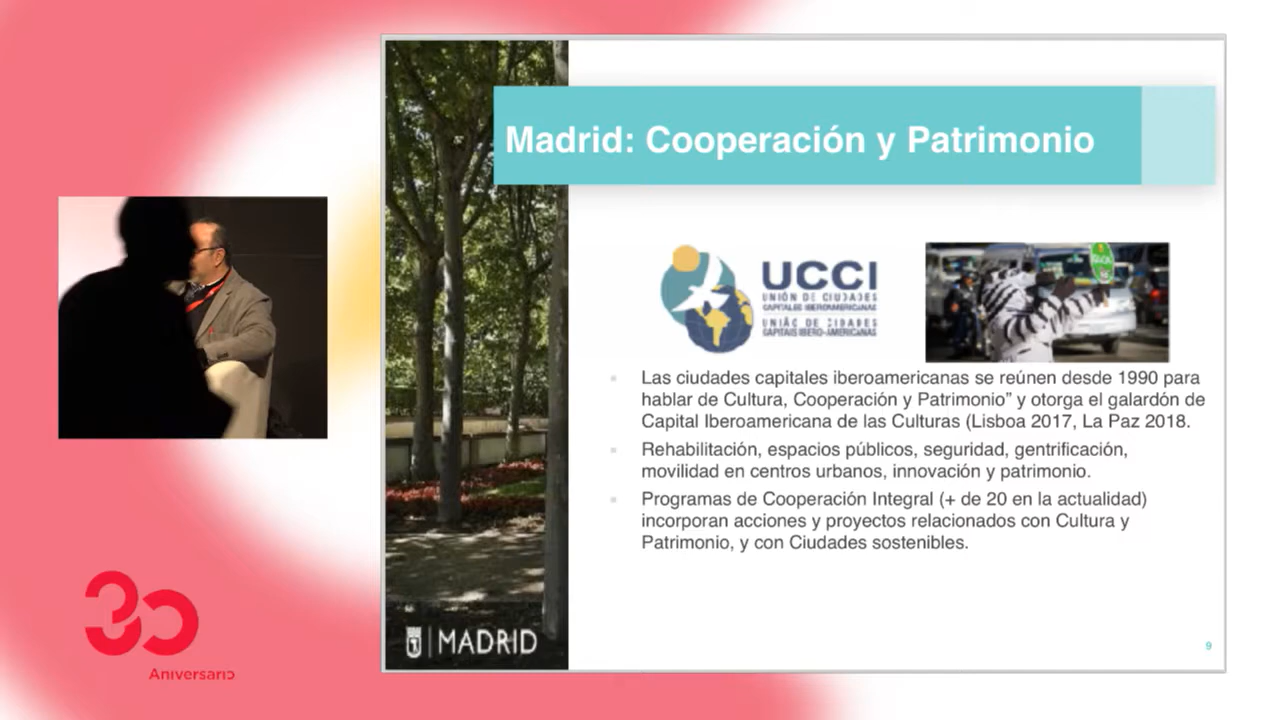 Madrid: Cooperación y Patrimonio
UCCI
UNIÓN DE CIUDADES
CAPITALES IBEROAMERICANAS
UNIÃO DE CIDADES
CAPITAIS IBERO-AMERICANAS
Las ciudades capitales iberoamericanas se reúnen desde 1990 para
hablar de Cultura, Cooperación y Patrimonio” y otorga el galardón de
Capital Iberoamericana de las Culturas (Lisboa 2017, La Paz 2018.
Rehabilitación, espacios públicos, seguridad, gentrificación,
movilidad en centros urbanos, innovación y patrimonio.
Programas de Cooperación Integral (+ de 20 en la actualidad)
incorporan acciones y proyectos relacionados con Cultura y
Patrimonio, y con Ciudades sostenibles.
MADRID
9
30
Aniversario